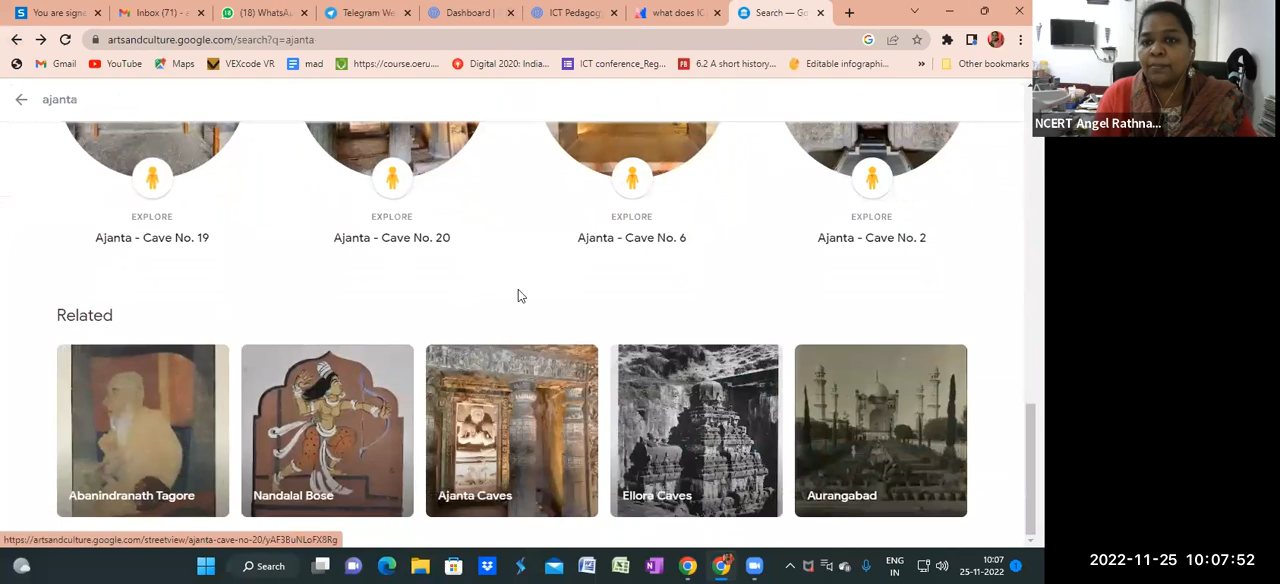 You are signe
Inbox (71) -
(18) WhatsA
Telegram We
Dashboard |
ICT Pedagog
what does IC
Search — Go
artsandculture.google.com/search?q=ajanta
Gmail
YouTube
Maps
VEXcode VR
mad
https://course.oeru....
Digital 2020: India...
ICT conference_Reg...
6.2 A short history...
Editable infographi...
»
Other bookmarks
ajanta
EXPLORE
EXPLORE
EXPLORE
EXPLORE
Ajanta - Cave No. 19
Ajanta - Cave No. 20
Ajanta - Cave No. 6
Ajanta - Cave No. 2
Related
Abanindranath Tagore
Nandalal Bose
Ajanta Caves
Ellora Caves
Aurangabad
https://artsandculture.google.com/streetview/ajanta-cave-no-20/yAF3BuNLoFX8Rg
Search
ENG
IN
10:07
25-11-2022
NCERT Angel Rathna...
2022-11-25 10:07:52